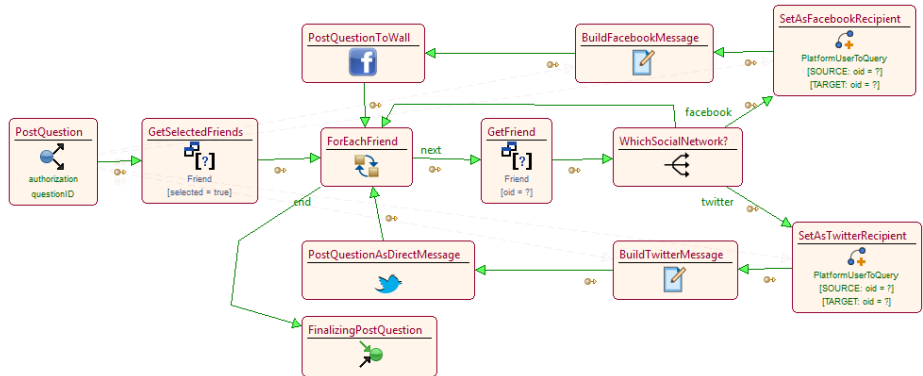 SetAsFacebookRecipient
PlatformUserToQuery
[SOURCE: oid = ?]
[TARGET: oid = ?]
PostQuestionToWall
BuildFacebookMessage
facebook
PostQuestion
authorization
questionID
GetSelectedFriends
[?]
Friend
[selected = true]
ForEachFriend
next
GetFriend
[?]
Friend
[oid = ?]
WhichSocialNetwork?
end
twitter
PostQuestionAsDirectMessage
BuildTwitterMessage
SetAsTwitterRecipient
PlatformUserToQuery
[SOURCE: oid = ?]
[TARGET: oid = ?]
FinalizingPostQuestion